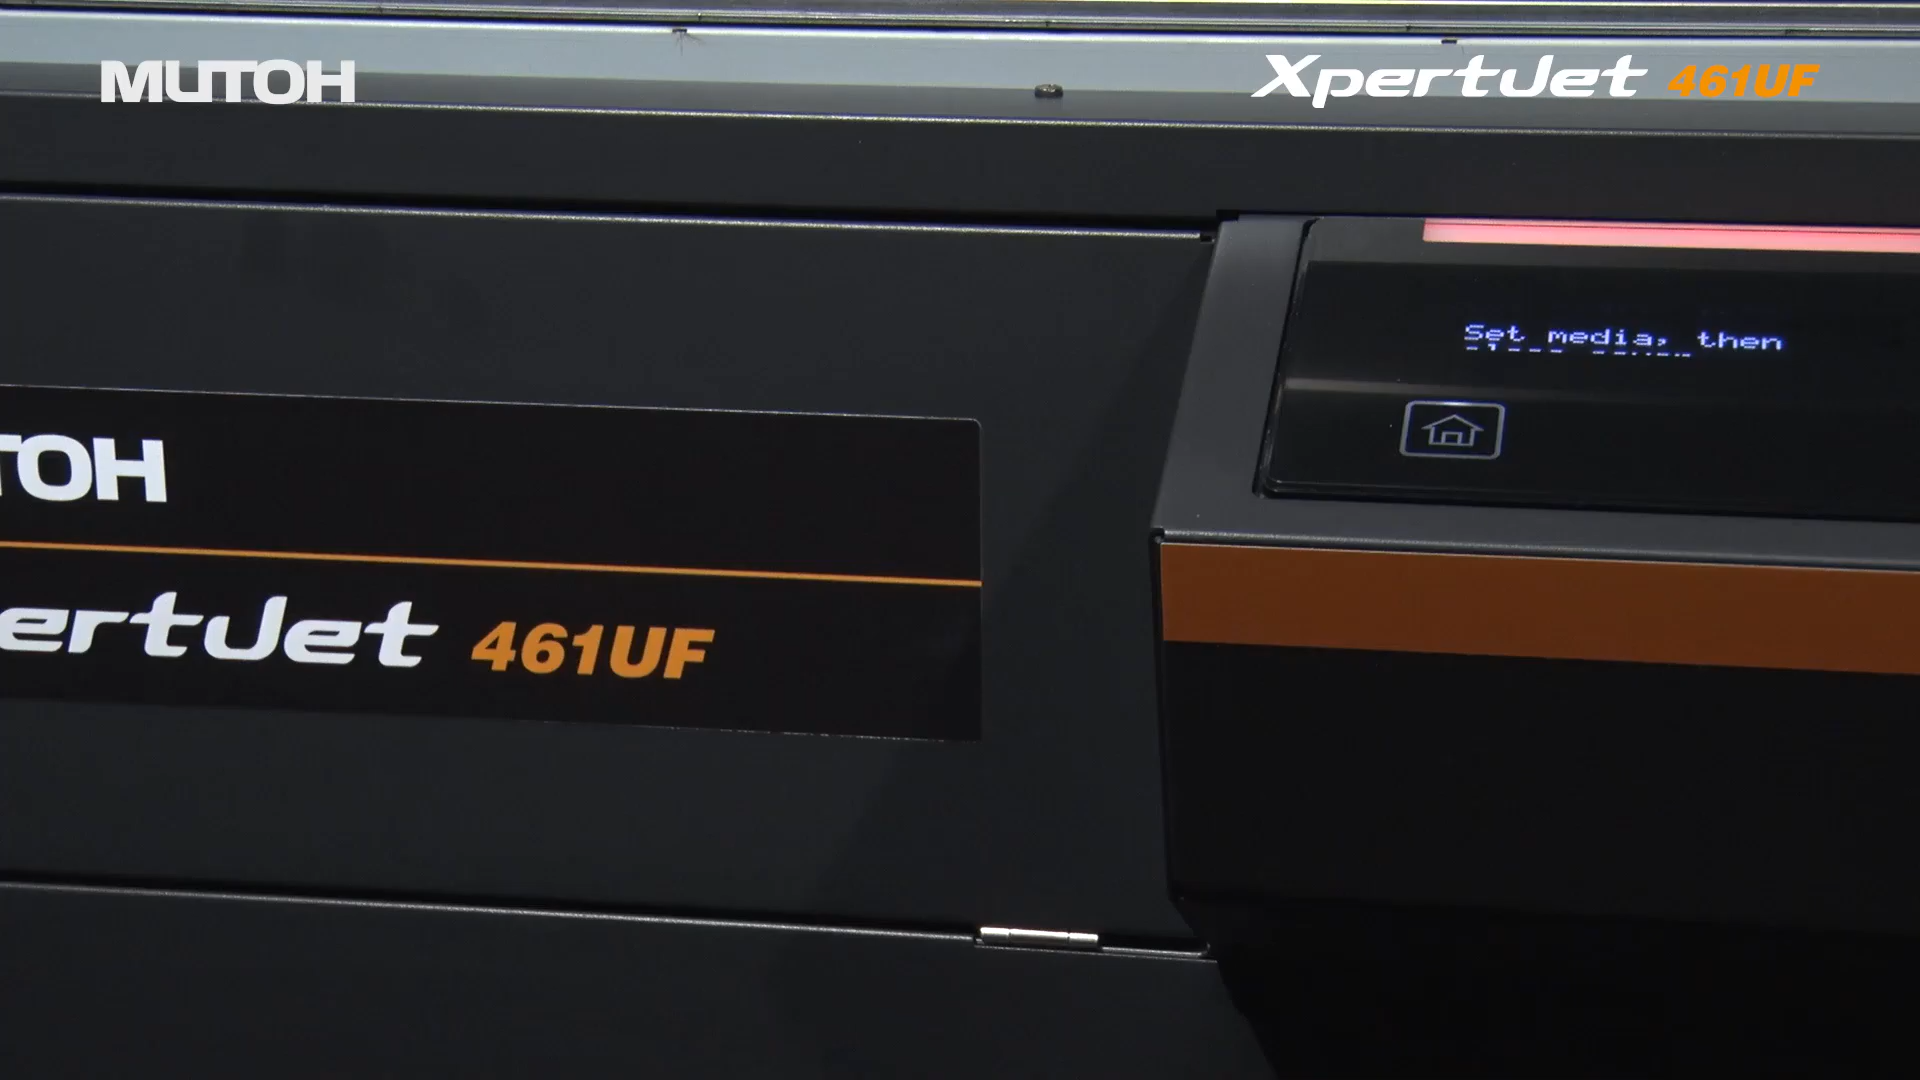 MUTOH
XpertJet 461UF
Set media, then
TOH
ertJet 461UF